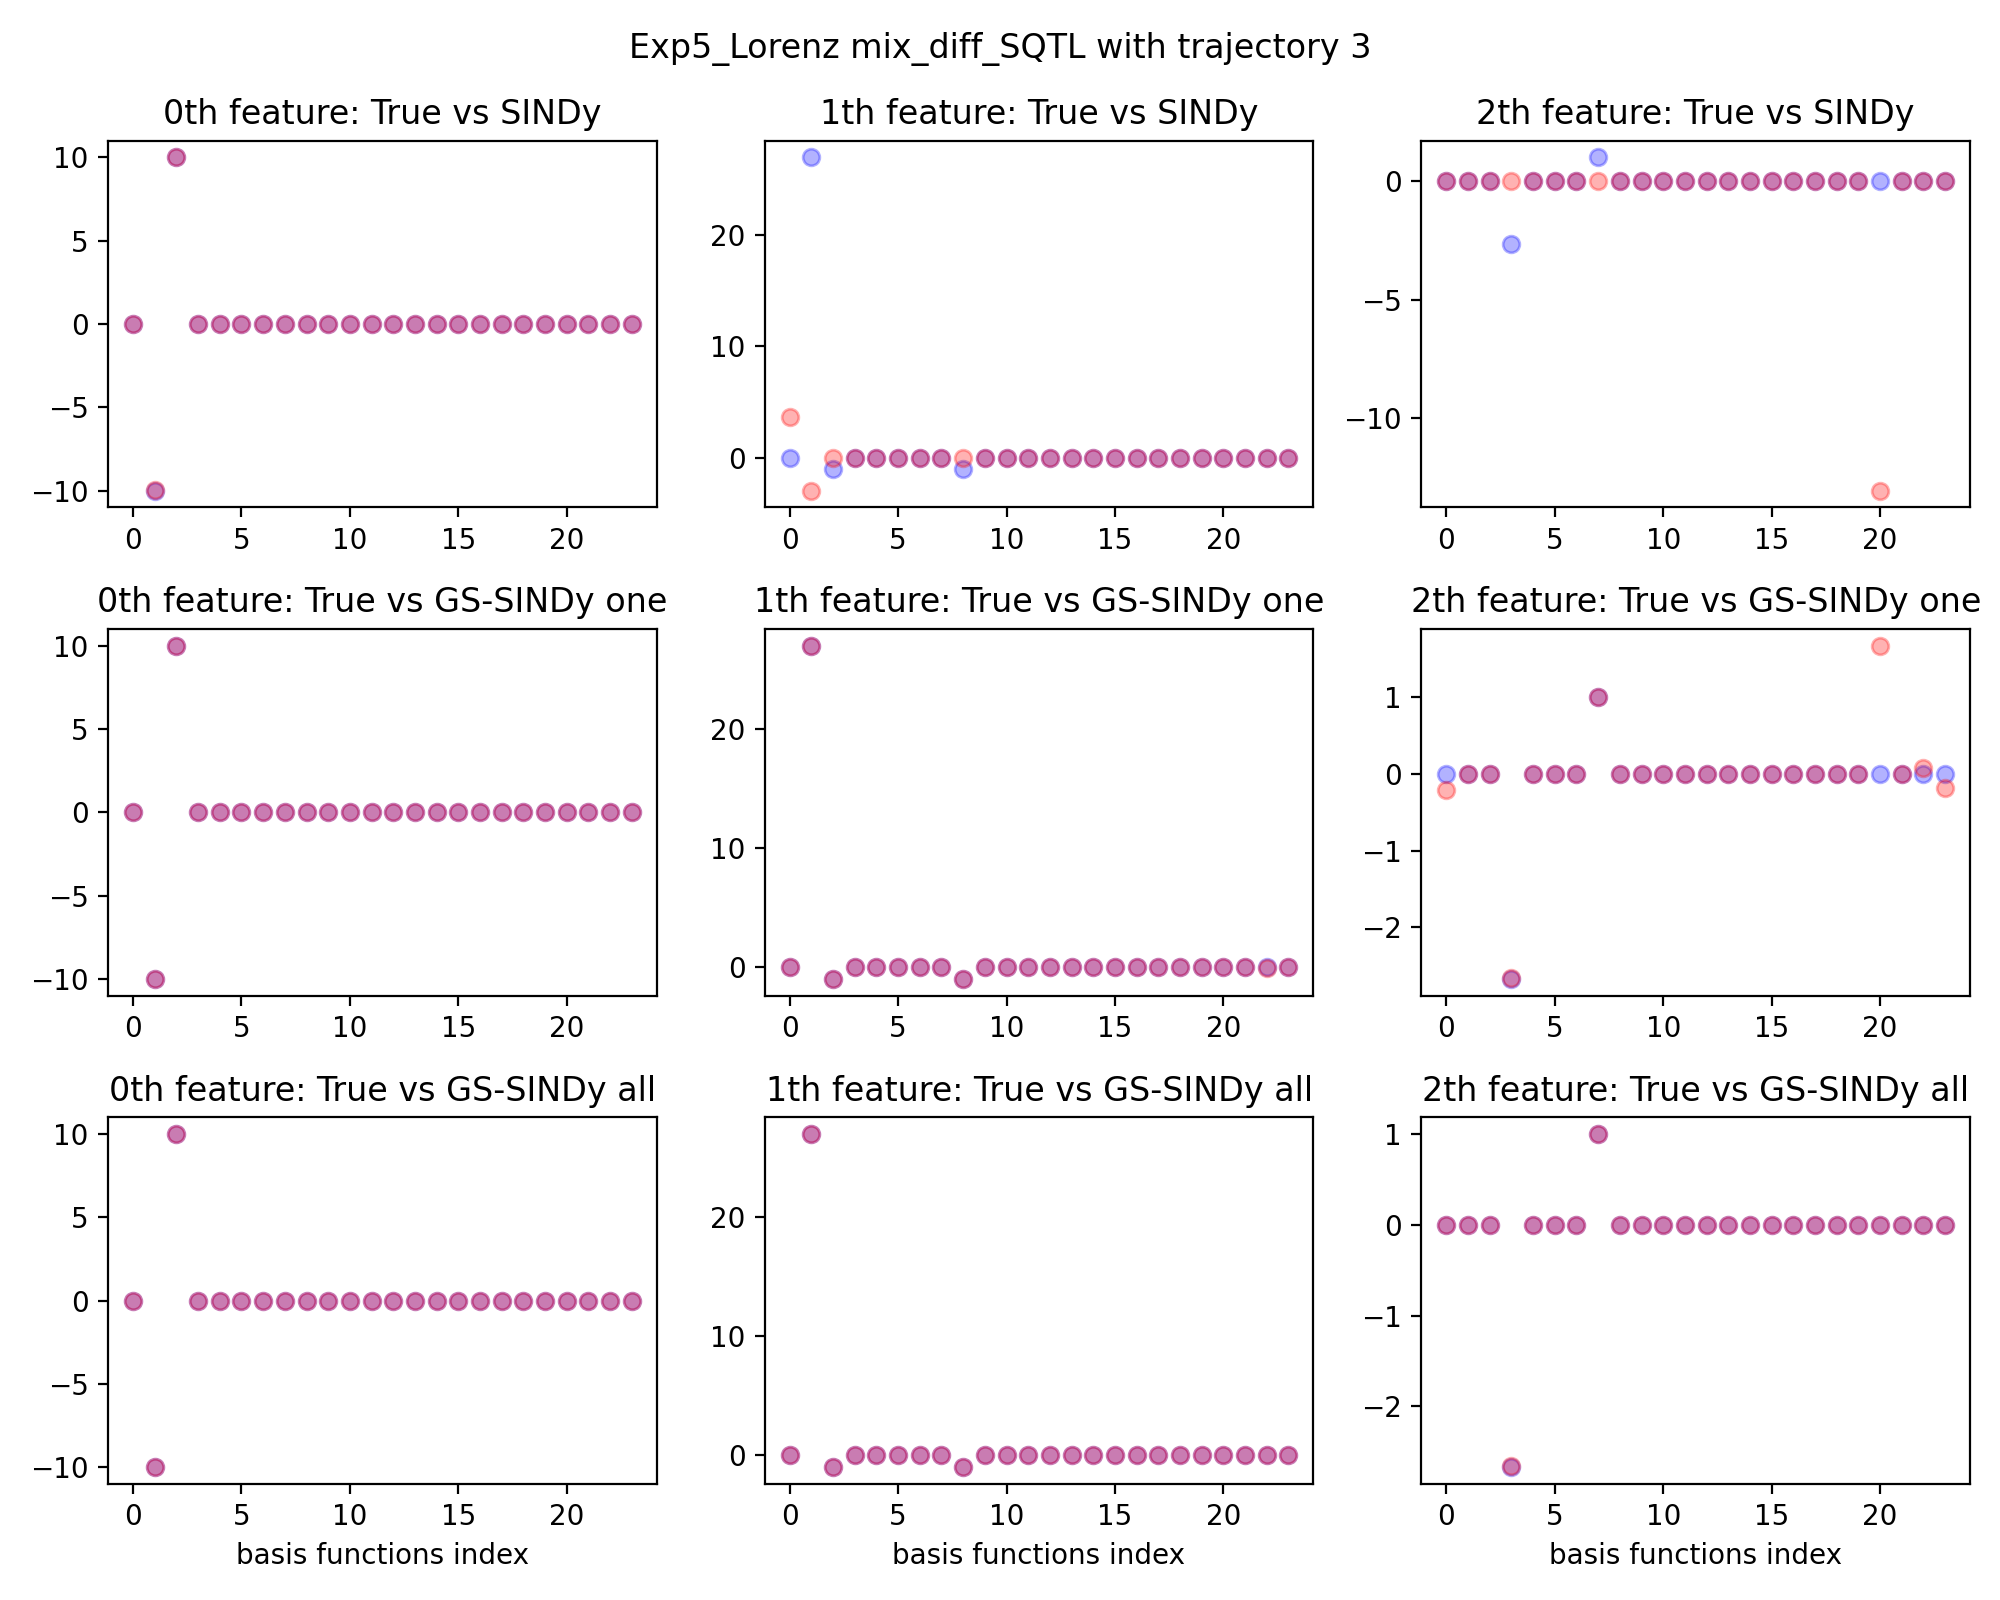 Exp5_Lorenz mix_diff_SQTL with trajectory 3
0th feature: True vs SINDy
1th feature: True vs SINDy
2th feature: True vs SINDy
10
5
0
−5
−10
0 5 10 15 20
20
10
0
0 5 10 15 20
0
−5
−10
0 5 10 15 20
0th feature: True vs GS-SINDy one
1th feature: True vs GS-SINDy one
2th feature: True vs GS-SINDy one
10
5
0
−5
−10
0 5 10 15 20
20
10
0
0 5 10 15 20
1
0
−1
−2
0 5 10 15 20
0th feature: True vs GS-SINDy all
1th feature: True vs GS-SINDy all
2th feature: True vs GS-SINDy all
10
5
0
−5
−10
0 5 10 15 20
basis functions index
20
10
0
0 5 10 15 20
basis functions index
1
0
−1
−2
0 5 10 15 20
basis functions index